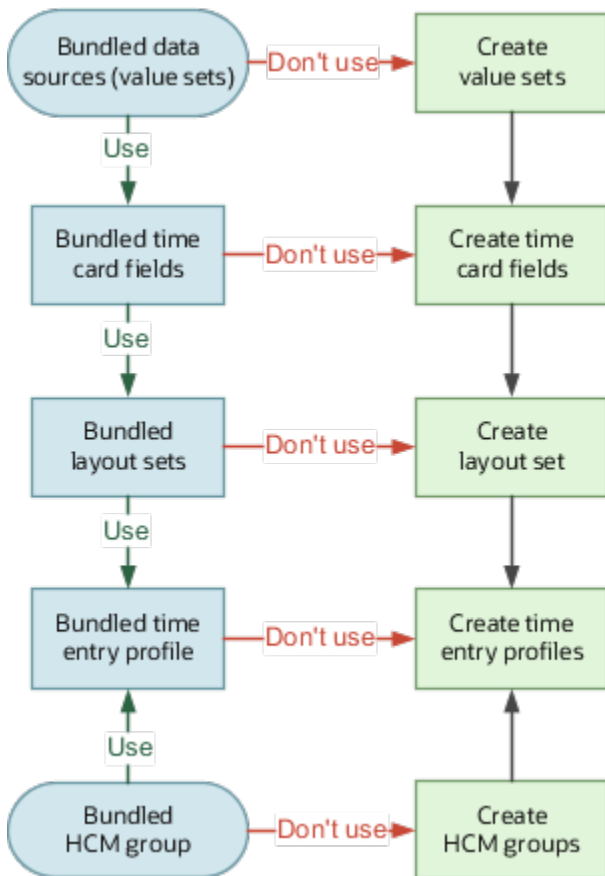 Bundled data
sources (value sets)
Don't use
Create
value sets
Use
Bundled time
card fields
Don't use
Create time
card fields
Use
Bundled
layout sets
Don't use
Create
layout set
Use
Bundled time
entry profile
Don't use
Create time
entry profiles
Use
Bundled
HCM group
Don't use
Create
HCM groups